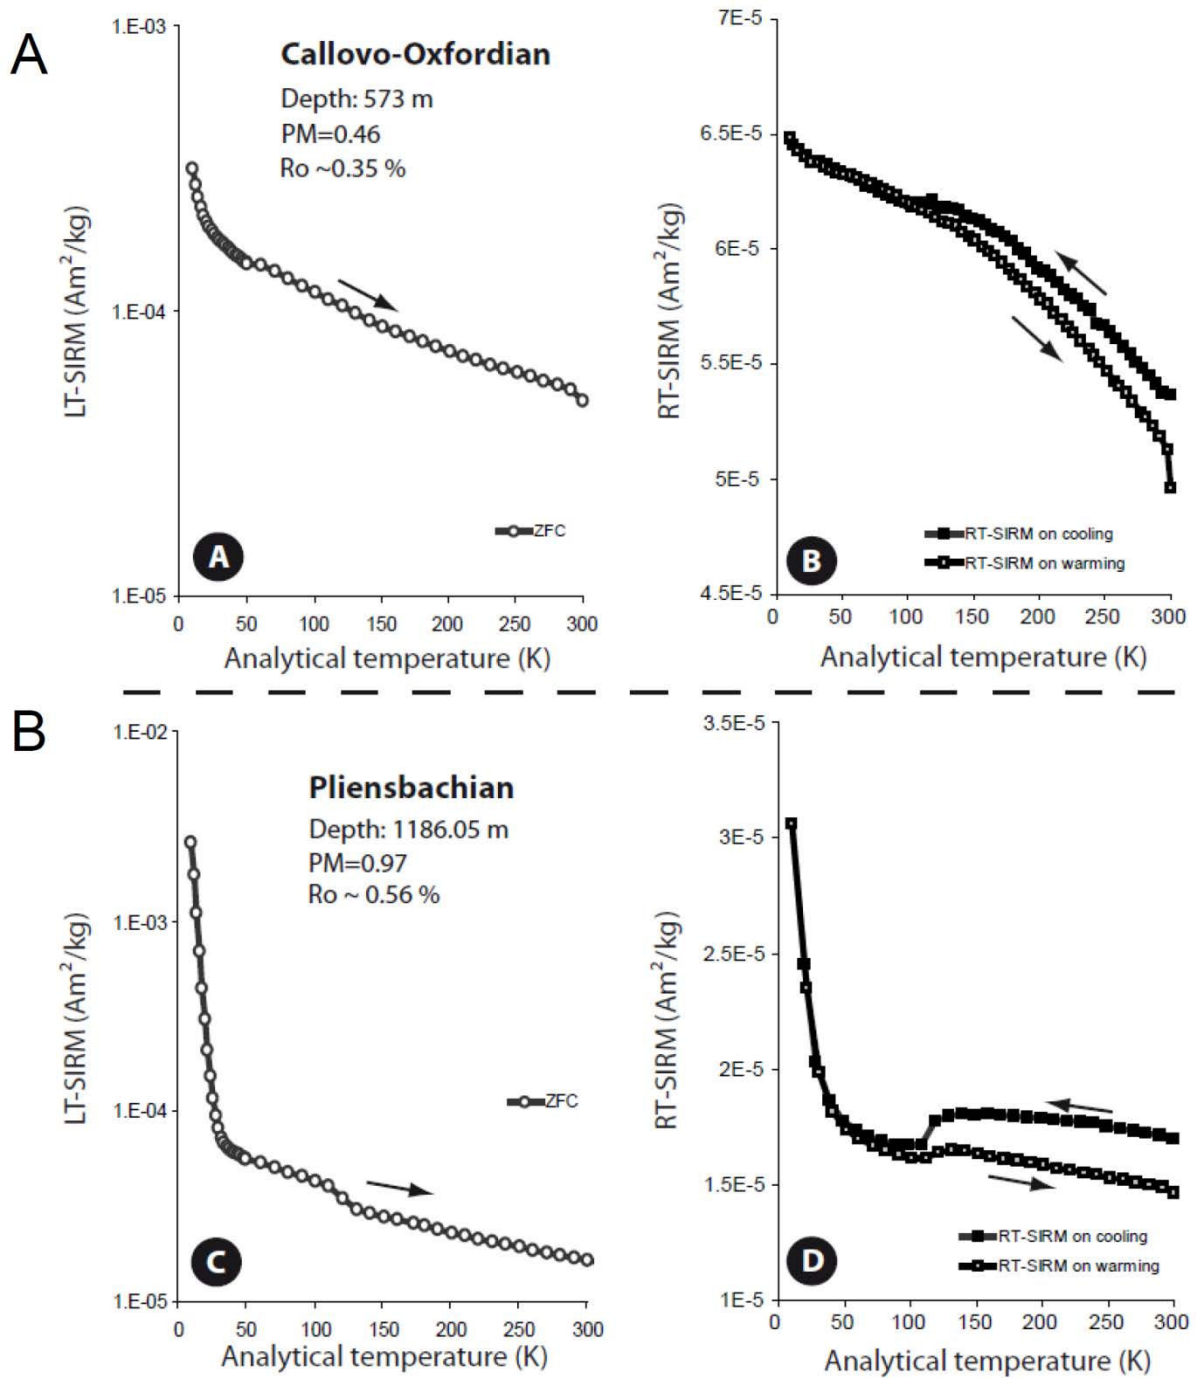 A
1.E-03
1.E-04
1.E-05
LT-SIRM (Am²/kg)
Callovo-Oxfordian
Depth: 573 m
PM=0.46
Ro ~0.35 %
ZFC
A
0 50 100 150 200 250 300
Analytical temperature (K)
7E-5
6.5E-5
6E-5
5.5E-5
5E-5
4.5E-5
RT-SIRM (Am²/kg)
RT-SIRM on cooling
RT-SIRM on warming
B
0 50 100 150 200 250 300
Analytical temperature (K)
B
1.E-02
1.E-03
1.E-04
1.E-05
LT-SIRM (Am²/kg)
Pliensbachian
Depth: 1186.05 m
PM=0.97
Ro ~ 0.56 %
ZFC
C
0 50 100 150 200 250 300
Analytical temperature (K)
3.5E-5
3E-5
2.5E-5
2E-5
1.5E-5
1E-5
RT-SIRM (Am²/kg)
RT-SIRM on cooling
RT-SIRM on warming
D
0 50 100 150 200 250 300
Analytical temperature (K)